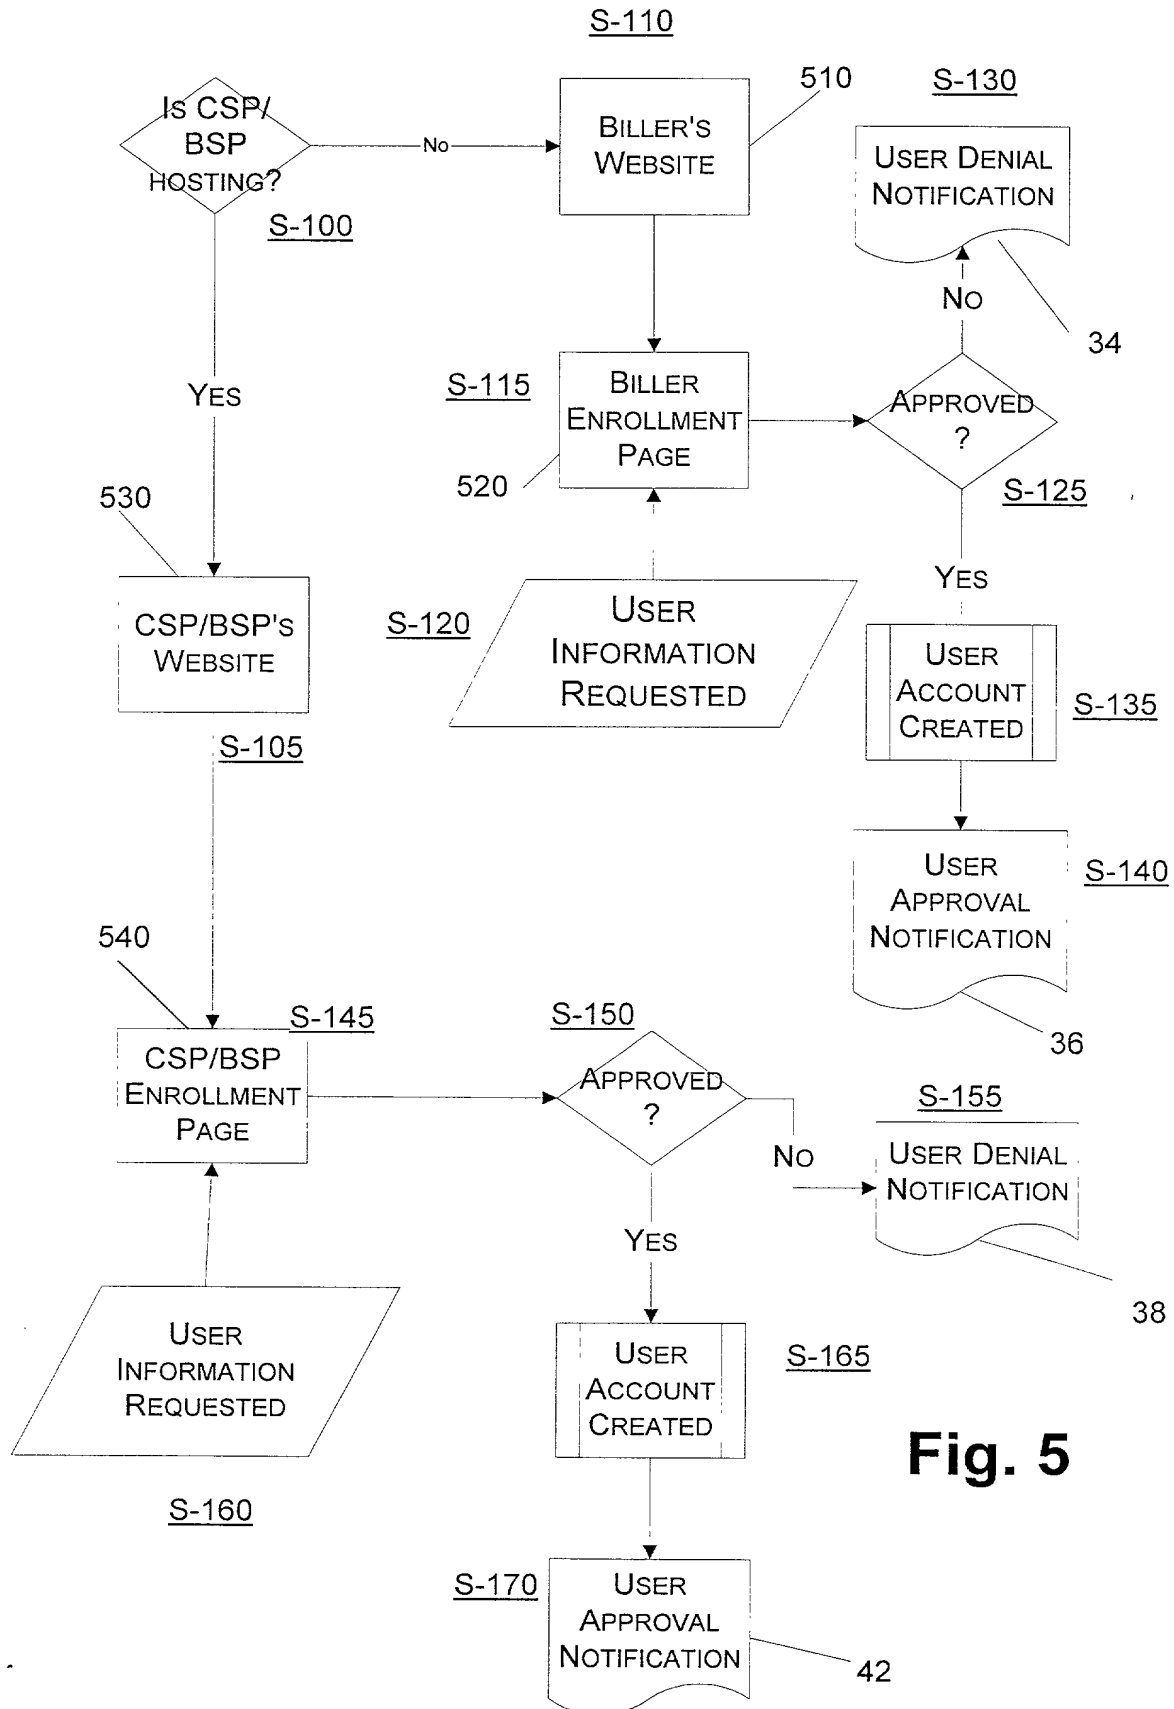 S-110
Is CSP/
BSP
HOSTING?
No
S-100
BILLER'S
WEBSITE
510
S-130
USER DENIAL
NOTIFICATION
34
NO
YES
S-115
BILLER
ENROLLMENT
PAGE
520
APPROVED
?
S-125
530
CSP/BSP'S
WEBSITE
S-105
S-120
USER
INFORMATION
REQUESTED
YES
USER
ACCOUNT
CREATED
S-135
USER
APPROVAL
NOTIFICATION
S-140
36
540
S-145
CSP/BSP
ENROLLMENT
PAGE
S-150
APPROVED
?
NO
S-155
USER DENIAL
NOTIFICATION
38
YES
USER
INFORMATION
REQUESTED
S-160
USER
ACCOUNT
CREATED
S-165
Fig. 5
S-170
USER
APPROVAL
NOTIFICATION
42